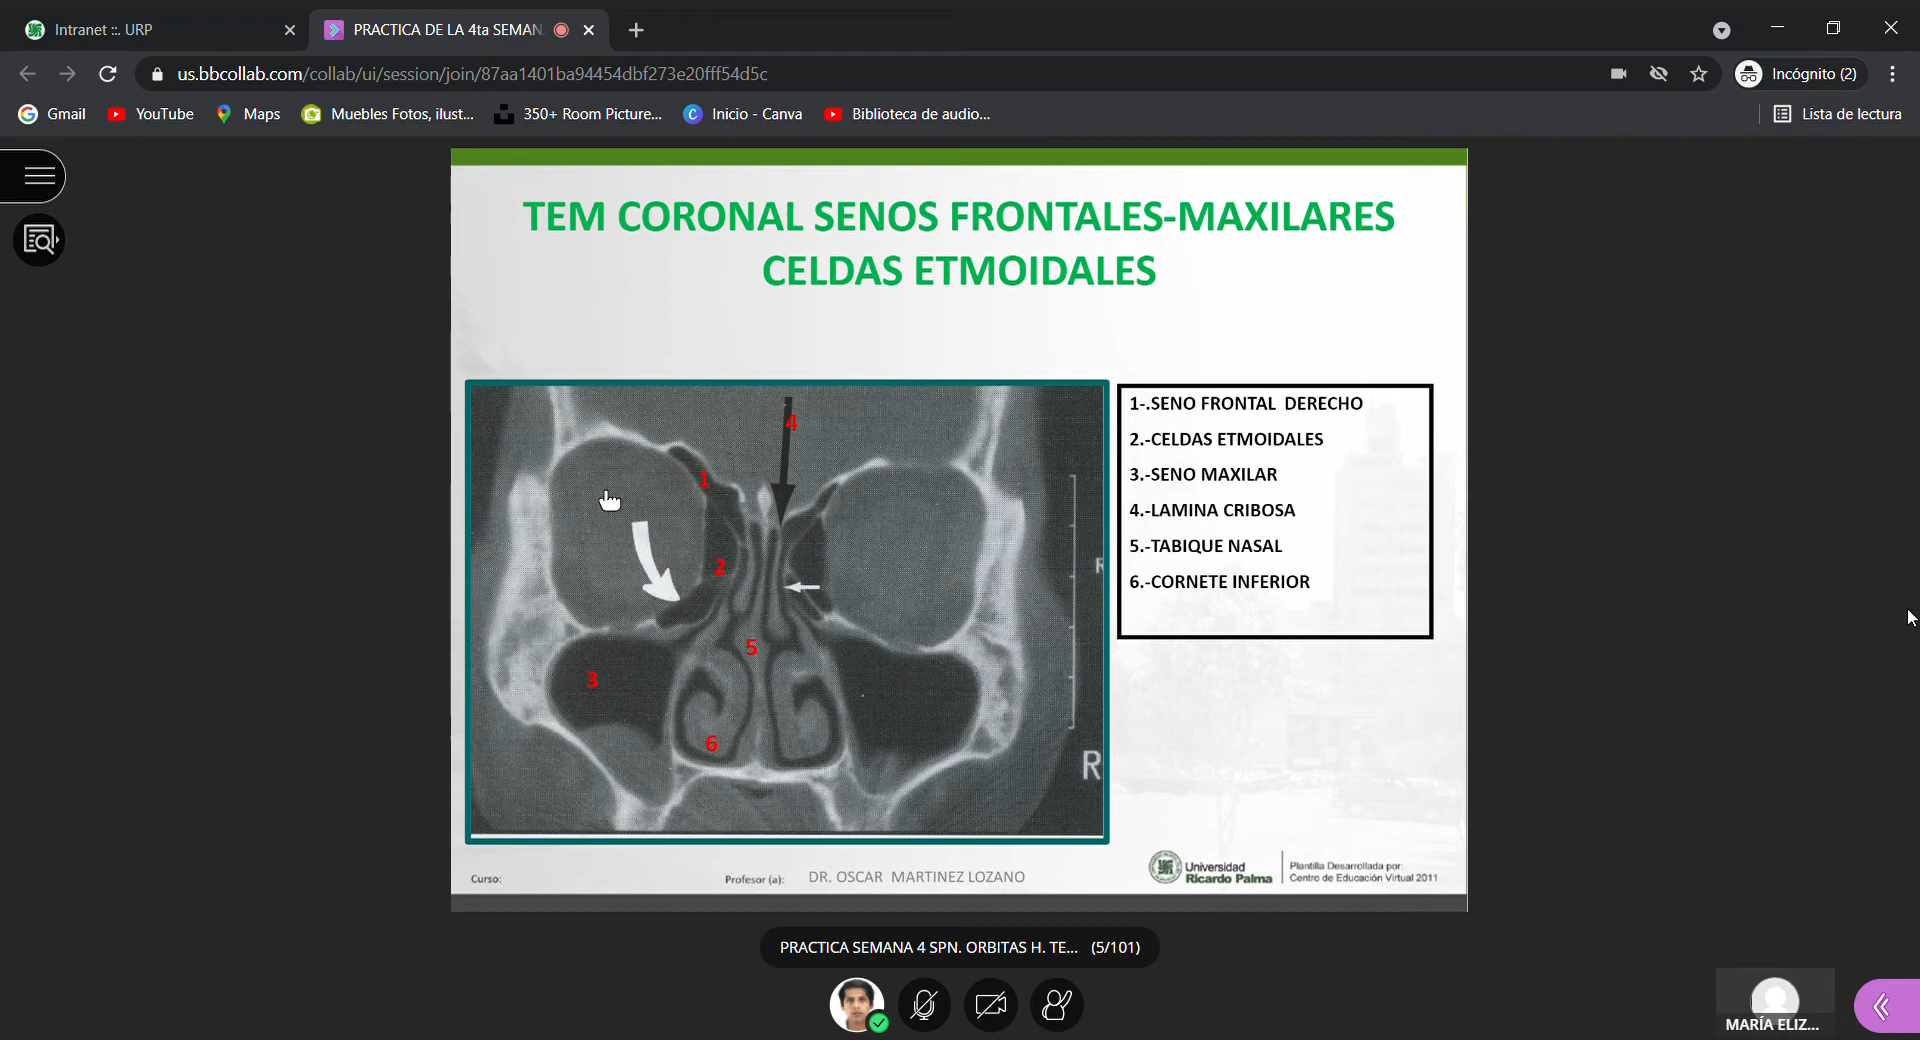 Intranet ::. URP
PRACTICA DE LA 4ta SEMAN
us.bbcollab.com/collab/ui/session/join/87aa1401ba94454dbf273e20fff54d5c
Incógnito (2)
Gmail
YouTube
Maps
Muebles Fotos, ilust...
350+ Room Picture...
Inicio - Canva
Biblioteca de audio...
Lista de lectura
TEM CORONAL SENOS FRONTALES-MAXILARES
CELDAS ETMOIDALES
4
1
2
5
3
6
R
R
1-.SENO FRONTAL DERECHO
2.-CELDAS ETMOIDALES
3.-SENO MAXILAR
4.-LAMINA CRIBOSA
5.-TABIQUE NASAL
6.-CORNETE INFERIOR
Curso:
Profesor (a):
DR. OSCAR MARTINEZ LOZANO
Universidad
Ricardo Palma
Plantilla Desarrollada por:
Centro de Educación Virtual 2011
PRACTICA SEMANA 4 SPN. ORBITAS H. TE... (5/101)
MARÍA ELIZ...